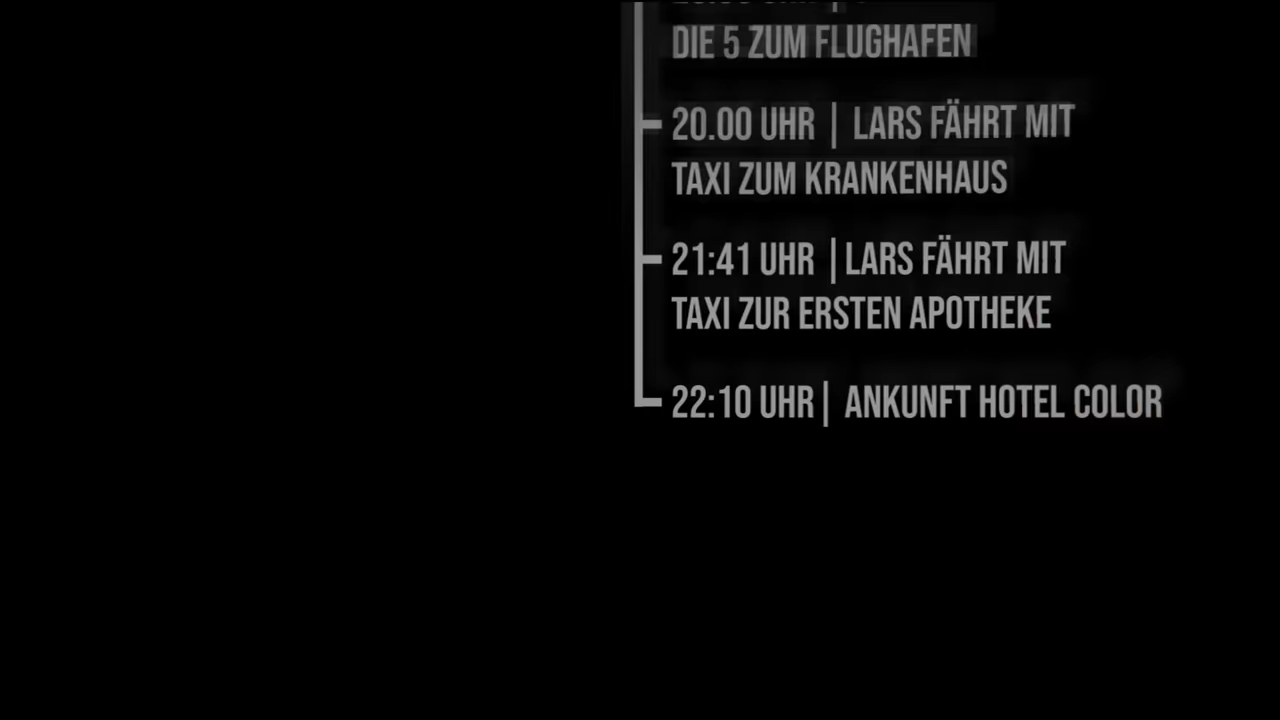 DIE 5 ZUM FLUGHAFEN
20.00 UHR | LARS FÄHRT MIT
TAXI ZUM KRANKENHAUS
21:41 UHR | LARS FÄHRT MIT
TAXI ZUR ERSTEN APOTHEKE
22:10 UHR | ANKUNFT HOTEL COLOR